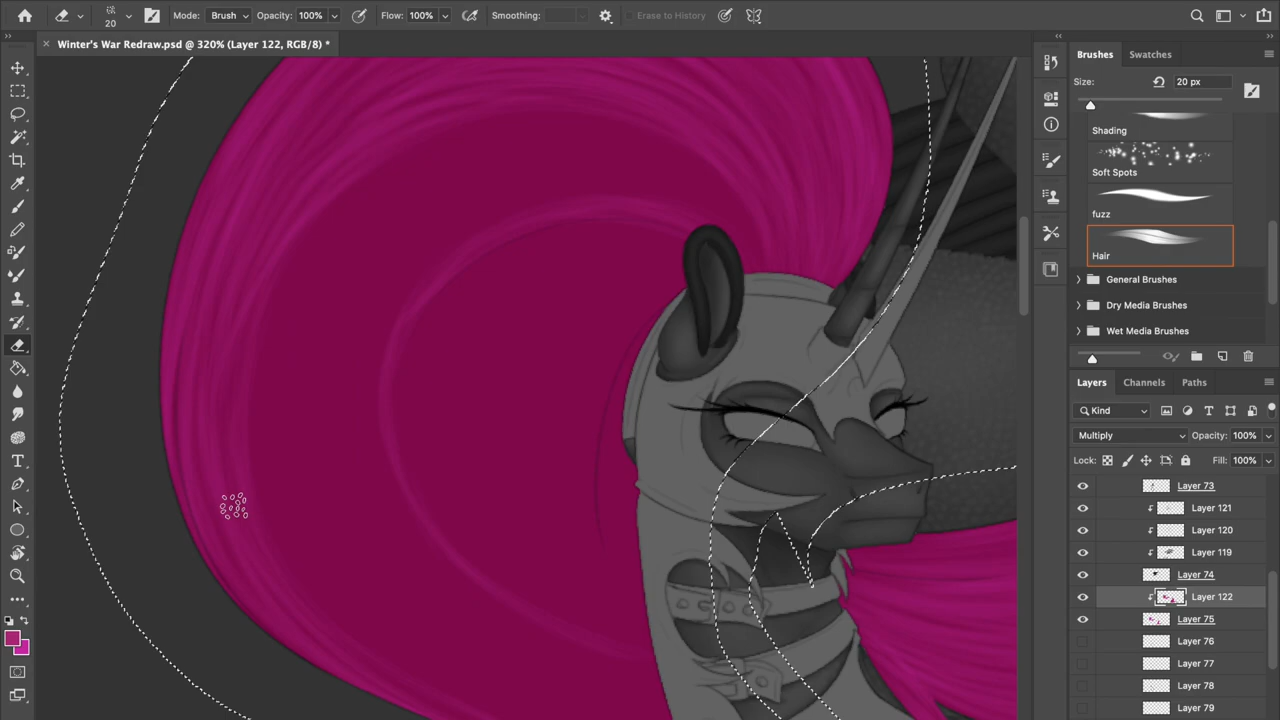 20
Mode: Brush
Opacity: 100%
Flow: 100%
Smoothing:
Erase to History
Winter's War Redraw.psd @ 320% (Layer 122, RGB/8) *
Brushes
Swatches
Size:
20 px
Shading
Soft Spots
fuzz
Hair
General Brushes
Dry Media Brushes
Wet Media Brushes
Layers
Channels
Paths
Kind
Multiply
Opacity: 100%
Lock:
Fill: 100%
Layer 73
Layer 121
Layer 120
Layer 119
Layer 74
Layer 122
Layer 75
Layer 76
Layer 77
Layer 78
Layer 79